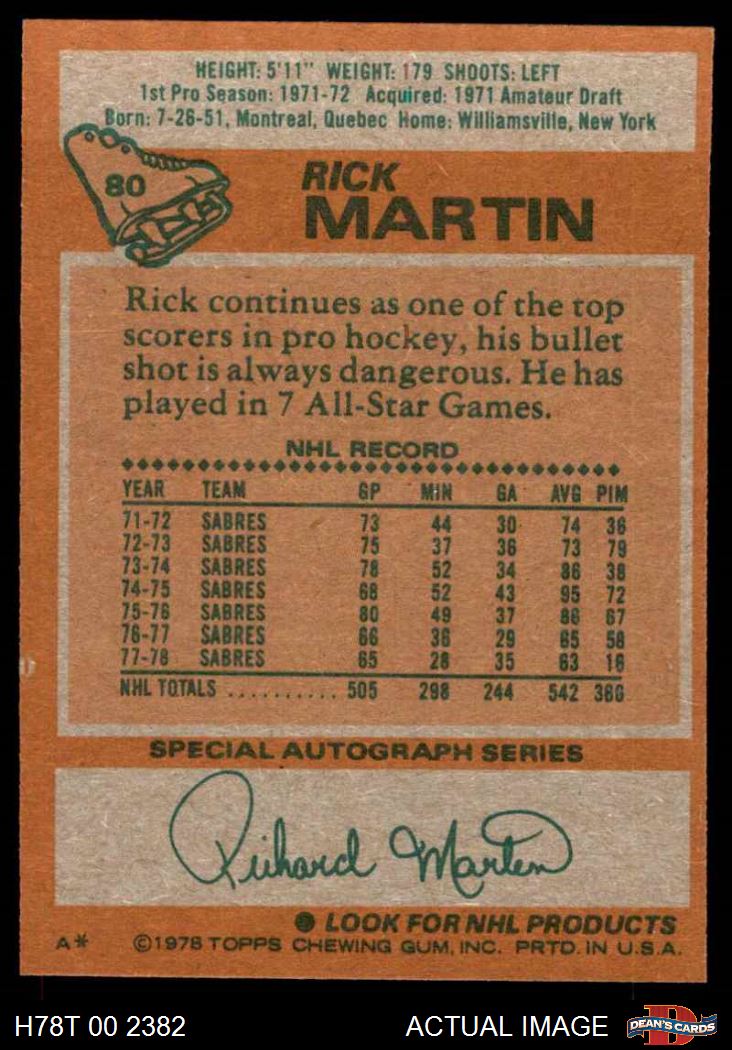 HEIGHT: 5'11" WEIGHT: 179 SHOOTS: LEFT
1st Pro Season: 1971-72 Acquired: 1971 Amateur Draft
Born: 7-26-51, Montreal, Quebec Home: Williamsville, New York
80
RICK
MARTIN
Rick continues as one of the top
scorers in pro hockey, his bullet
shot is always dangerous. He has
played in 7 All-Star Games.
NHL RECORD
YEAR TEAM GP MIN GA AVG PIM
71-72 SABRES 73 44 30 74 36
72-73 SABRES 75 37 36 73 79
73-74 SABRES 78 52 34 86 38
74-75 SABRES 68 52 43 95 72
75-76 SABRES 80 49 37 86 67
76-77 SABRES 66 36 29 65 58
77-78 SABRES 65 28 35 63 16
NHL TOTALS .......... 505 298 244 542 366
SPECIAL AUTOGRAPH SERIES
Richard Martin
LOOK FOR NHL PRODUCTS
A* ©1978 TOPPS CHEWING GUM, INC. PRTD. IN U.S.A.
H78T 00 2382 ACTUAL IMAGE DEAN'S CARDS